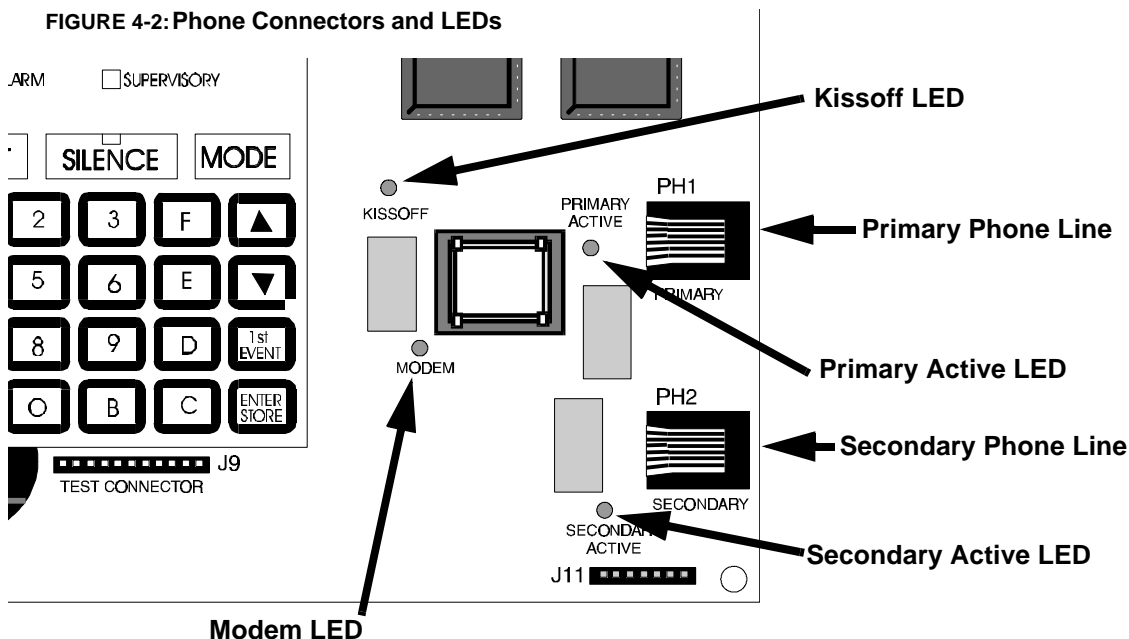 FIGURE 4-2: Phone Connectors and LEDs
ARM
SUPERVISORY
SILENCE
MODE
2
3
F
▲
5
6
E
▼
8
9
D
1st
EVENT
0
B
C
ENTER
STORE
J9
TEST CONNECTOR
KISSOFF
MODEM
PRIMARY
ACTIVE
PH1
PRIMARY
PH2
SECONDARY
SECONDARY
ACTIVE
J11
Kissoff LED
Primary Phone Line
Primary Active LED
Secondary Phone Line
Secondary Active LED
Modem LED